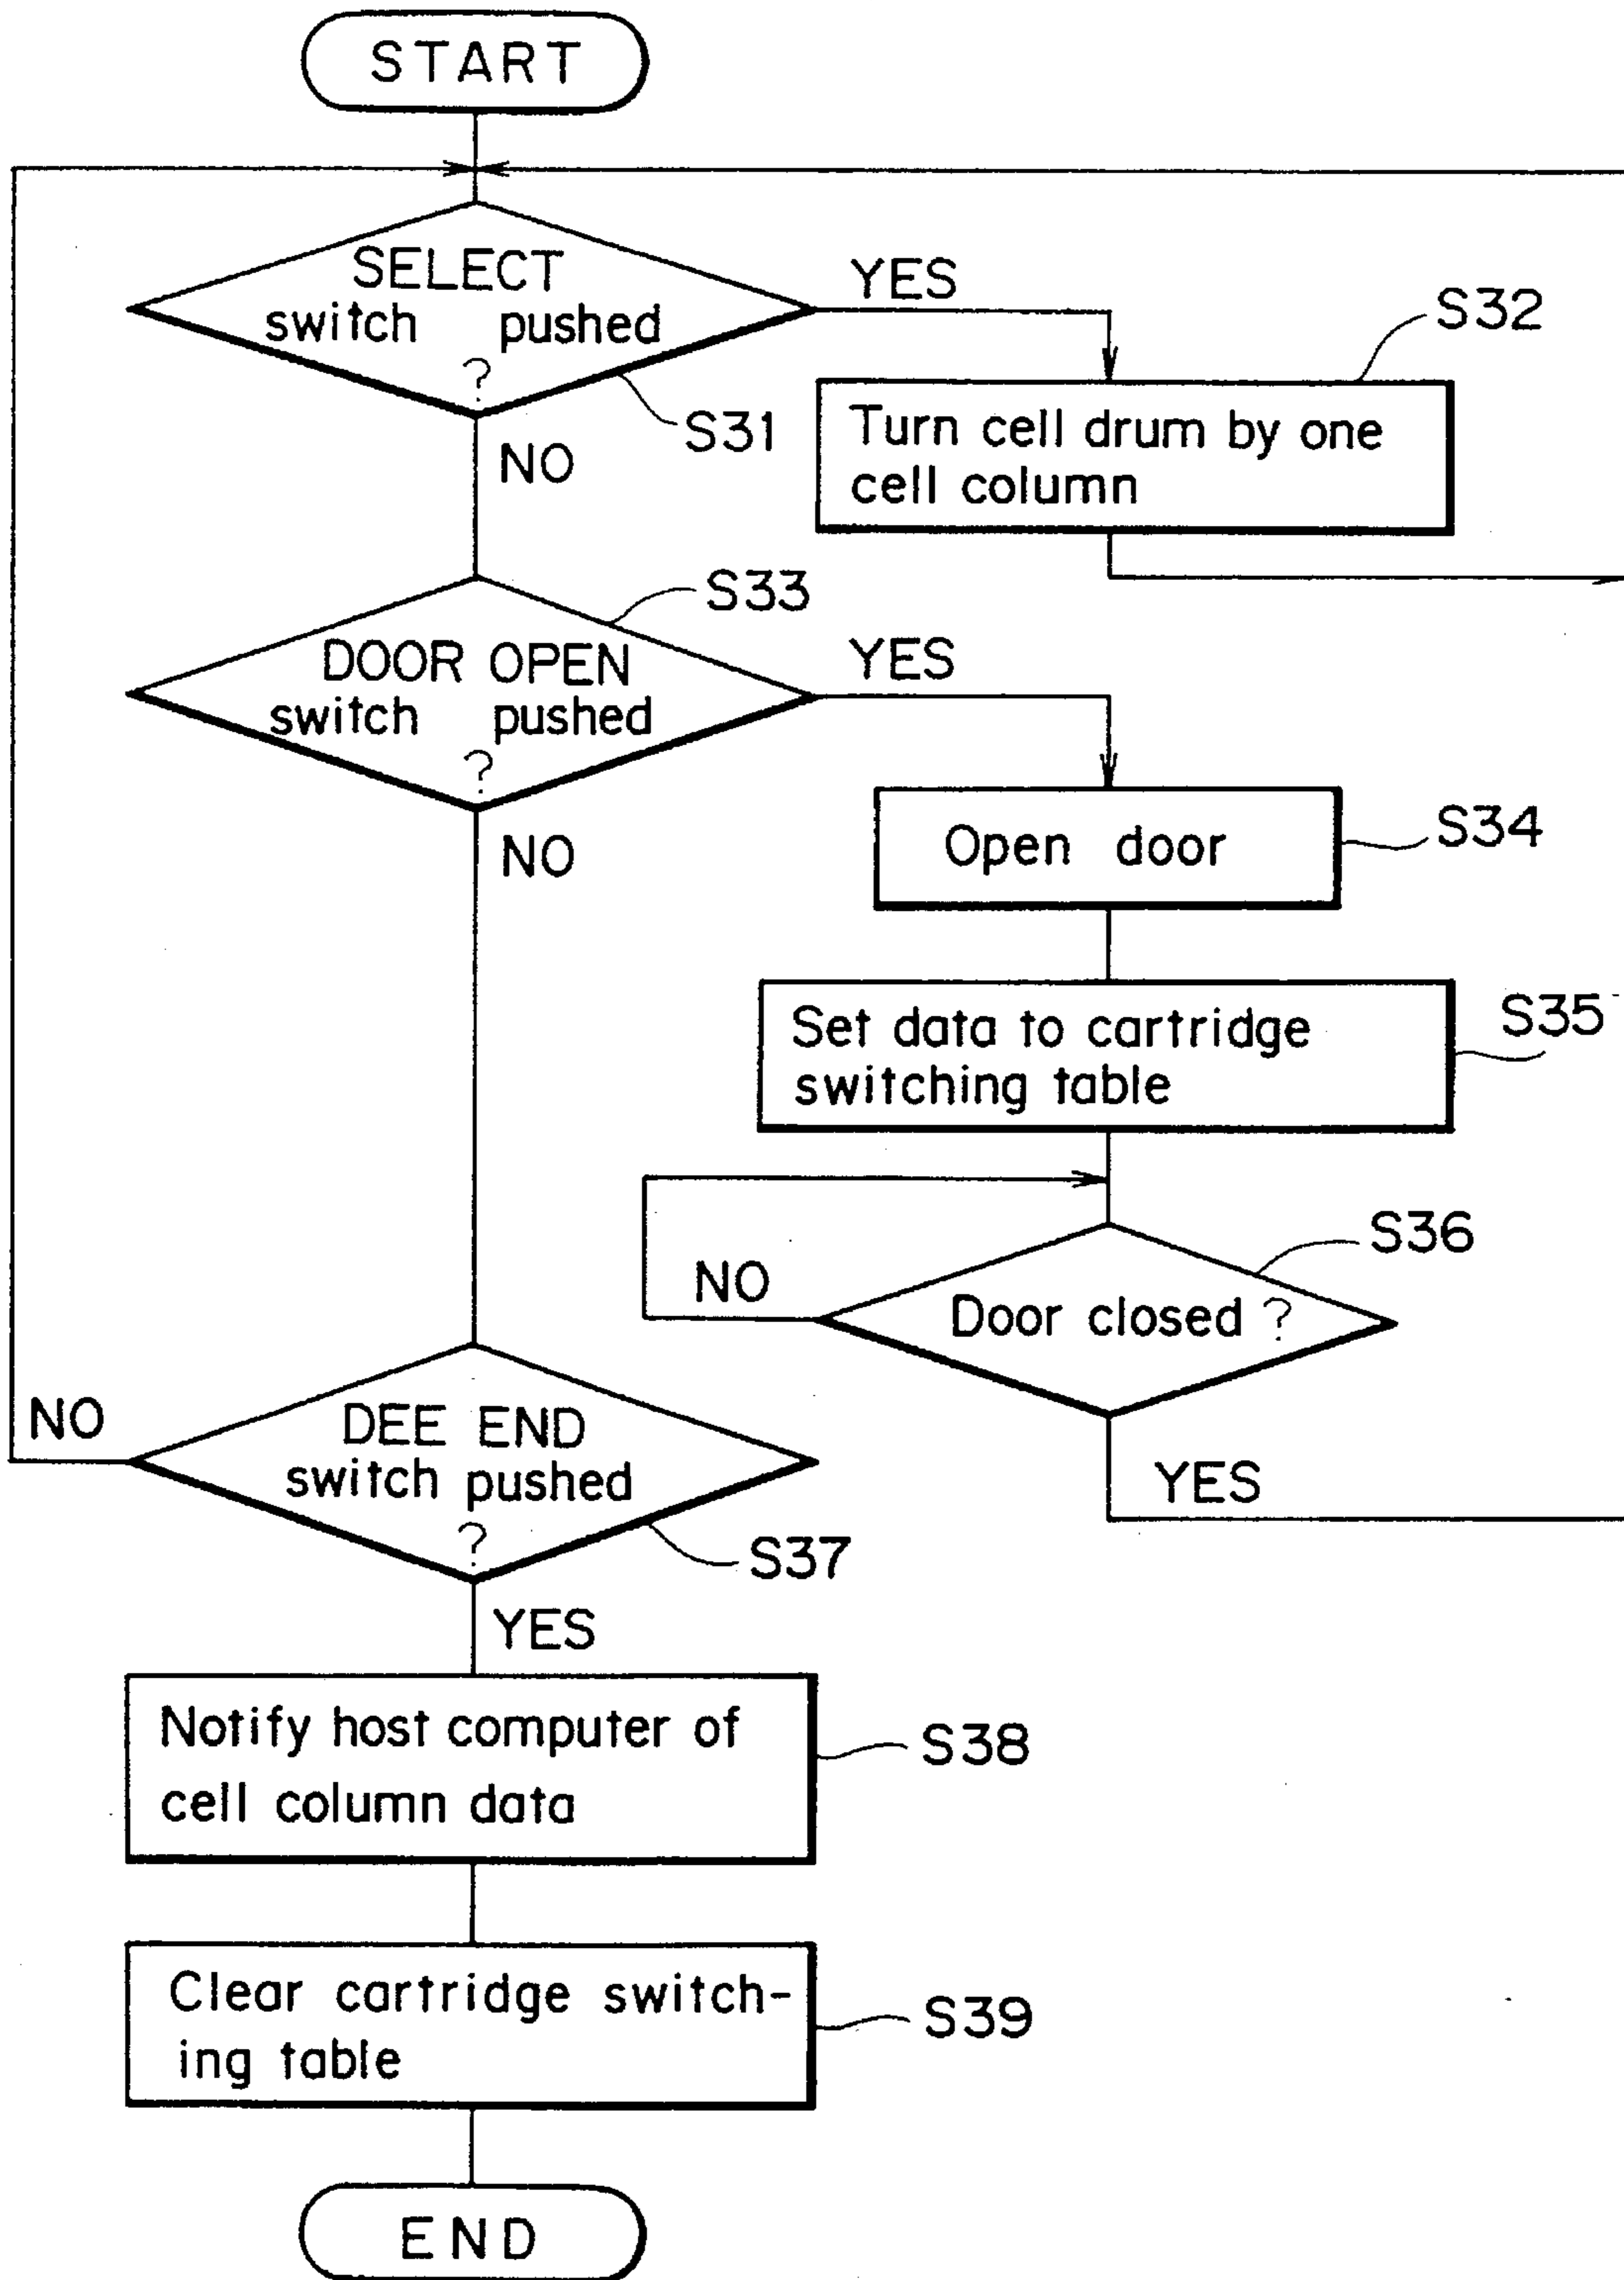 START
SELECT
switch pushed
?
S31
YES
S32
Turn cell drum by one
cell column
NO
S33
DOOR OPEN
switch pushed
?
YES
NO
Open door
S34
Set data to cartridge
switching table
S35
NO
Door closed ?
S36
YES
NO
DEE END
switch pushed
?
S37
YES
Notify host computer of
cell column data
S38
Clear cartridge switch-
ing table
S39
END